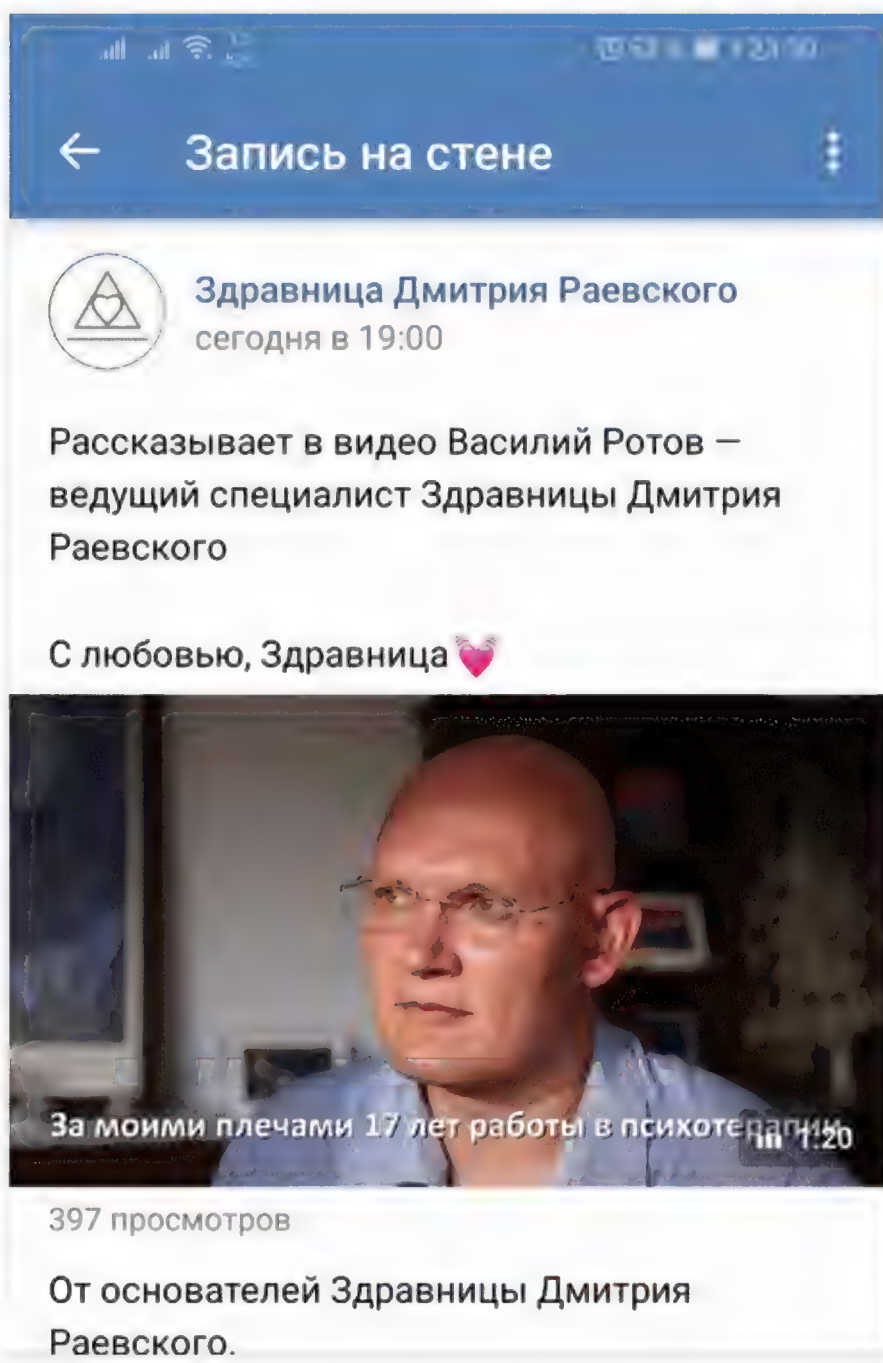 Запись на стене
Здравница Дмитрия Раевского
сегодня в 19:00
Рассказывает в видео Василий Ротов —
ведущий специалист Здравницы Дмитрия
Раевского
С любовью, Здравница💓
За моими плечами 17 лет работы в психотерапии
1:20
397 просмотров
От основателей Здравницы Дмитрия
Раевского.